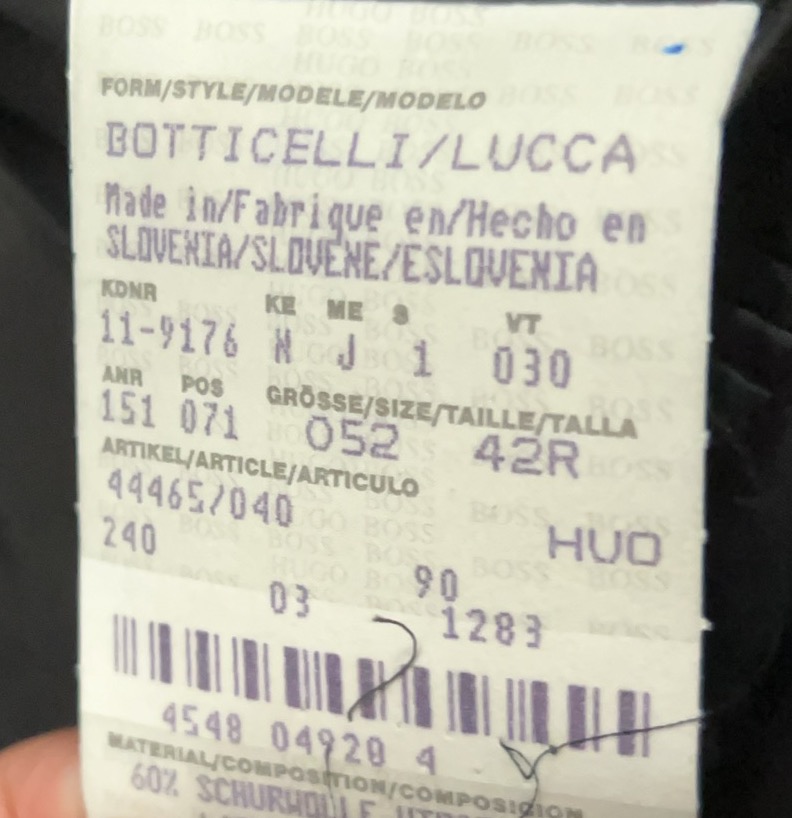 FORM/STYLE/MODELE/MODELO
BOTTICELLI/LUCCA
Made in/Fabrique en/Hecho en
SLOVENIA/SLOVENE/ESLOVENIA
KDNR KE ME S VT
11-9176 N J 1 030
ANR POS GRÖSSE/SIZE/TAILLE/TALLA
151 071 052 42R
ARTIKEL/ARTICLE/ARTICULO
44465/040
240 HUO
03 90
1283
4548 04920 4
MATERIAL/COMPOSITION/COMPOSICION
60% SCHURWOLLE